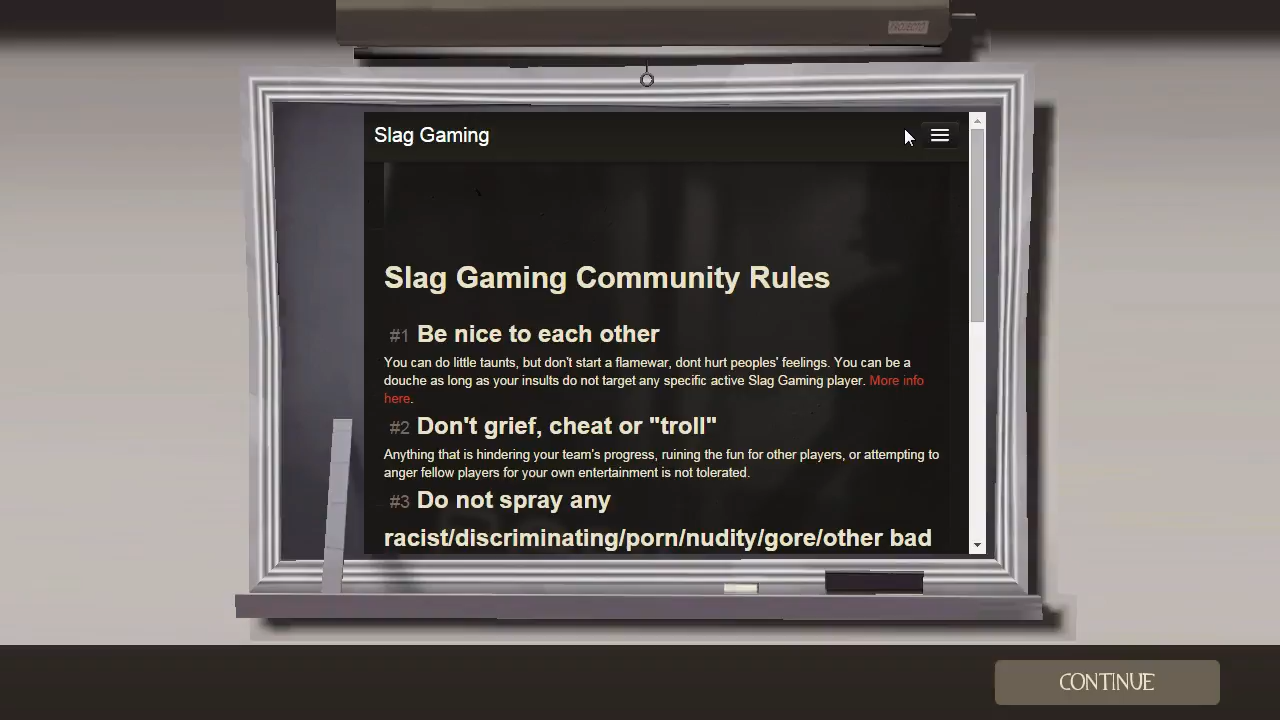 Slag Gaming
Slag Gaming Community Rules
#1 Be nice to each other
You can do little taunts, but don't start a flamewar, dont hurt peoples' feelings. You can be a
douche as long as your insults do not target any specific active Slag Gaming player. More info
here.
#2 Don't grief, cheat or "troll"
Anything that is hindering your team's progress, ruining the fun for other players, or attempting to
anger fellow players for your own entertainment is not tolerated.
#3 Do not spray any
racist/discriminating/porn/nudity/gore/other bad
CONTINUE